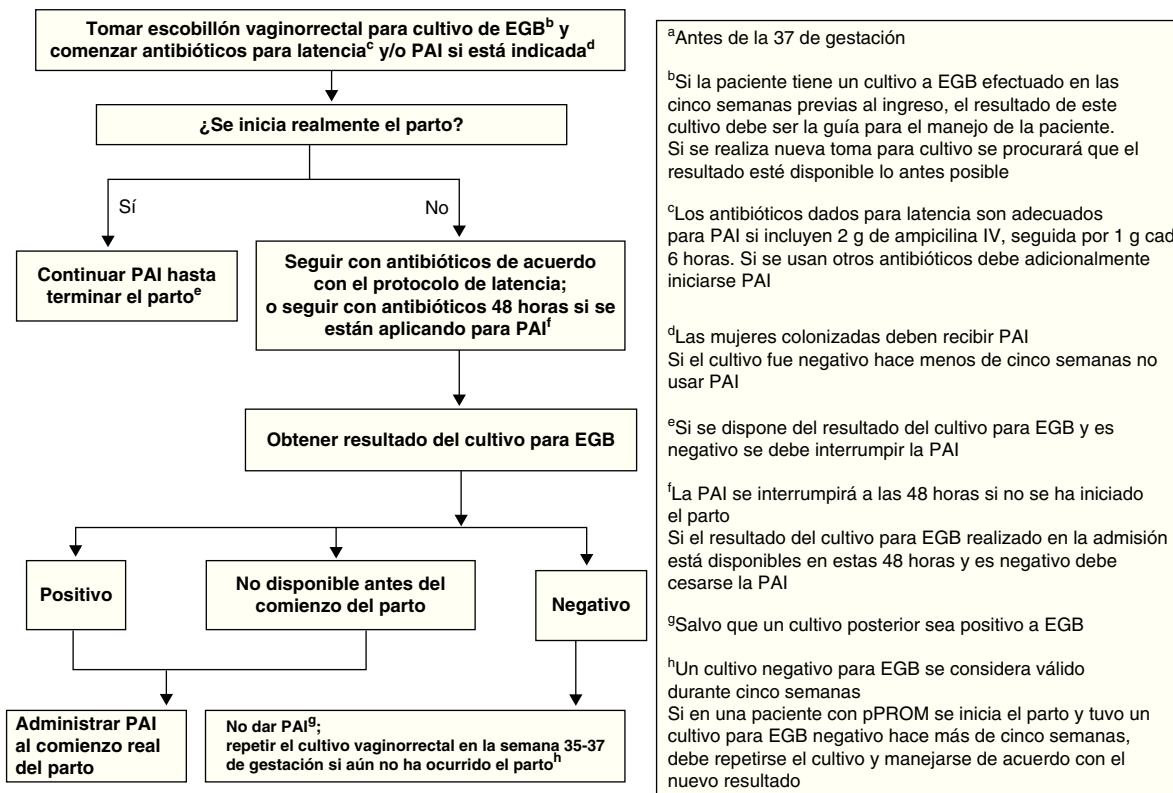 Tomar escobillón vaginorrectal para cultivo de EGBᵇ y
comenzar antibióticos para latenciaᶜ y/o PAI si está indicadaᵈ
¿Se inicia realmente el parto?
Sí
No
Continuar PAI hasta
terminar el partoᵉ
Seguir con antibióticos de acuerdo
con el protocolo de latencia;
o seguir con antibióticos 48 horas si se
están aplicando para PAIᶠ
Obtener resultado del cultivo para EGB
Positivo
No disponible antes del
comienzo del parto
Negativo
Administrar PAI
al comienzo real
del parto
No dar PAIᵍ;
repetir el cultivo vaginorrectal en la semana 35-37
de gestación si aún no ha ocurrido el partoʰ
ᵃAntes de la 37 de gestación
ᵇSi la paciente tiene un cultivo a EGB efectuado en las
cinco semanas previas al ingreso, el resultado de este
cultivo debe ser la guía para el manejo de la paciente.
Si se realiza nueva toma para cultivo se procurará que el
resultado esté disponible lo antes posible
ᶜLos antibióticos dados para latencia son adecuados
para PAI si incluyen 2 g de ampicilina IV, seguida por 1 g cad
6 horas. Si se usan otros antibióticos debe adicionalmente
iniciarse PAI
ᵈLas mujeres colonizadas deben recibir PAI
Si el cultivo fue negativo hace menos de cinco semanas no
usar PAI
ᵉSi se dispone del resultado del cultivo para EGB y es
negativo se debe interrumpir la PAI
ᶠLa PAI se interrumpirá a las 48 horas si no se ha iniciado
el parto
Si el resultado del cultivo para EGB realizado en la admisión
está disponibles en estas 48 horas y es negativo debe
cesarse la PAI
ᵍSalvo que un cultivo posterior sea positivo a EGB
ʰUn cultivo negativo para EGB se considera válido
durante cinco semanas
Si en una paciente con pPROM se inicia el parto y tuvo un
cultivo para EGB negativo hace más de cinco semanas,
debe repetirse el cultivo y manejarse de acuerdo con el
nuevo resultado